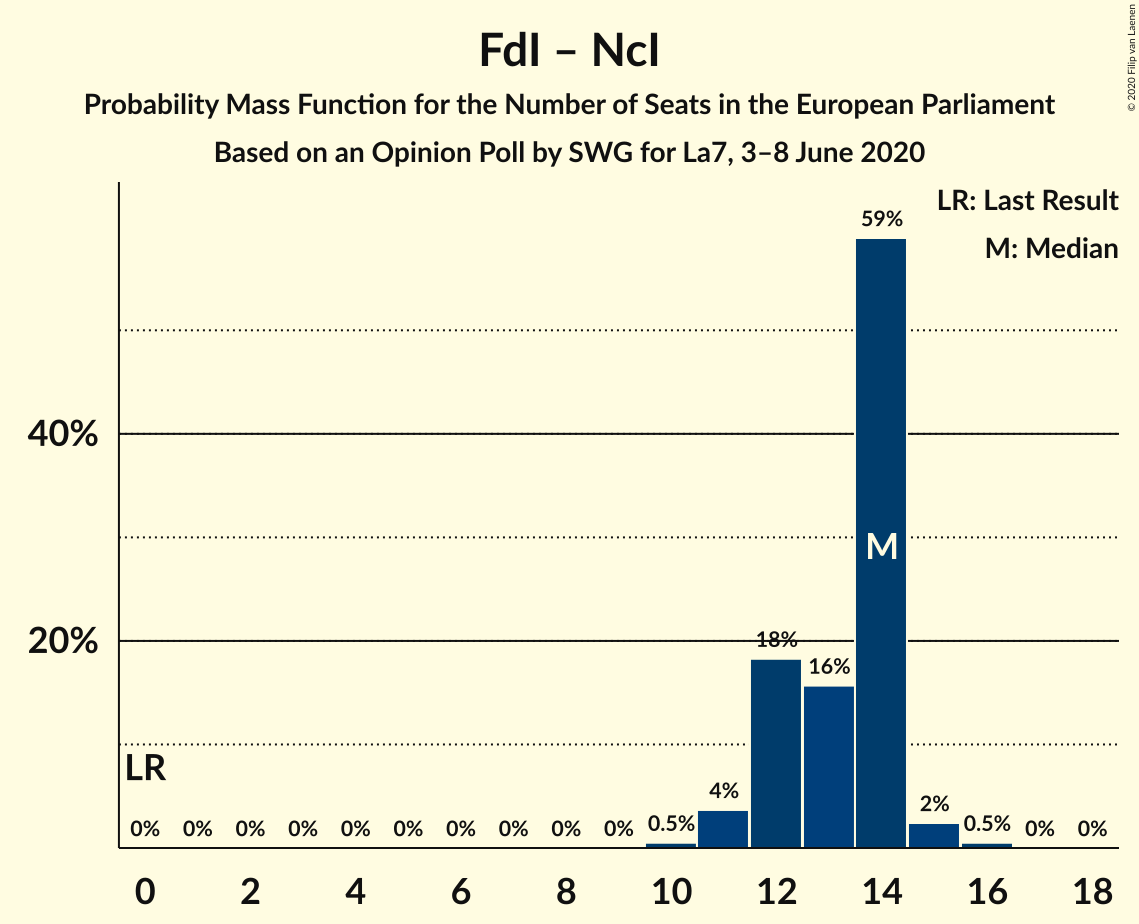 FdI – NcI
Probability Mass Function for the Number of Seats in the European Parliament
Based on an Opinion Poll by SWG for La7, 3–8 June 2020
© 2020 Filip van Laenen
LR: Last Result
M: Median
59%
40%
M
20%
18%
16%
LR
4%
2%
0% 0% 0% 0% 0% 0% 0% 0% 0% 0% 0.5% 0.5% 0% 0%
0 2 4 6 8 10 12 14 16 18